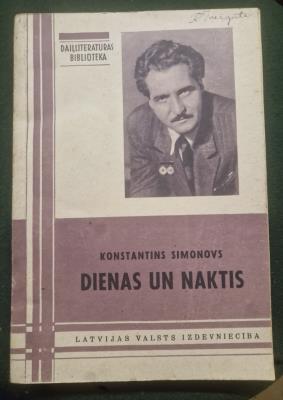 DAIĻLITERATURAS
BIBLIOTEKA
KONSTANTINS SIMONOVS
DIENAS UN NAKTIS
LATVIJAS VALSTS IZDEVNIECĪBA